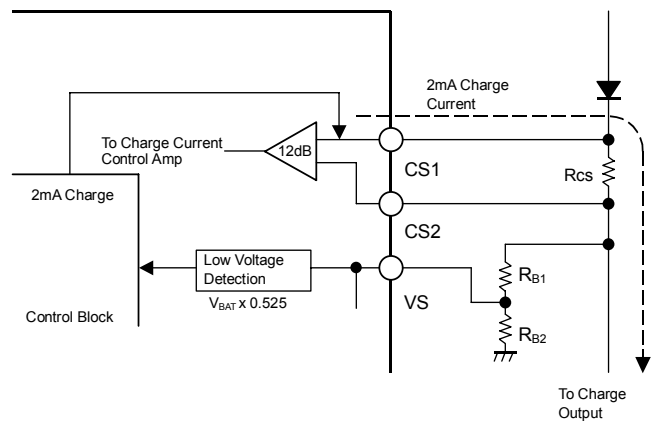 2mA Charge
Current
To Charge Current
Control Amp
12dB
CS1
Rcs
2mA Charge
CS2
Low Voltage
Detection
VBAT x 0.525
VS
RB1
RB2
Control Block
To Charge
Output